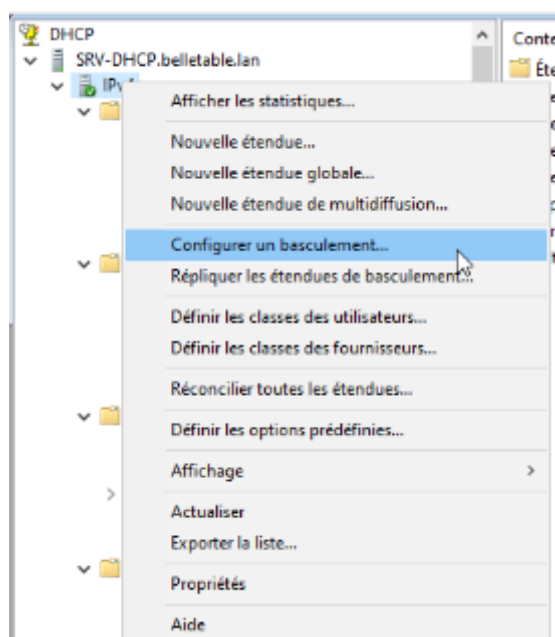 DHCP
SRV-DHCP.belletable.lan
Afficher les statistiques...
Nouvelle étendue...
Nouvelle étendue globale...
Nouvelle étendue de multidiffusion...
Configurer un basculement...
Répliquer les étendues de basculement...
Définir les classes des utilisateurs...
Définir les classes des fournisseurs...
Réconcilier toutes les étendues...
Définir les options prédéfinies...
Affichage
Actualiser
Exporter la liste...
Propriétés
Aide